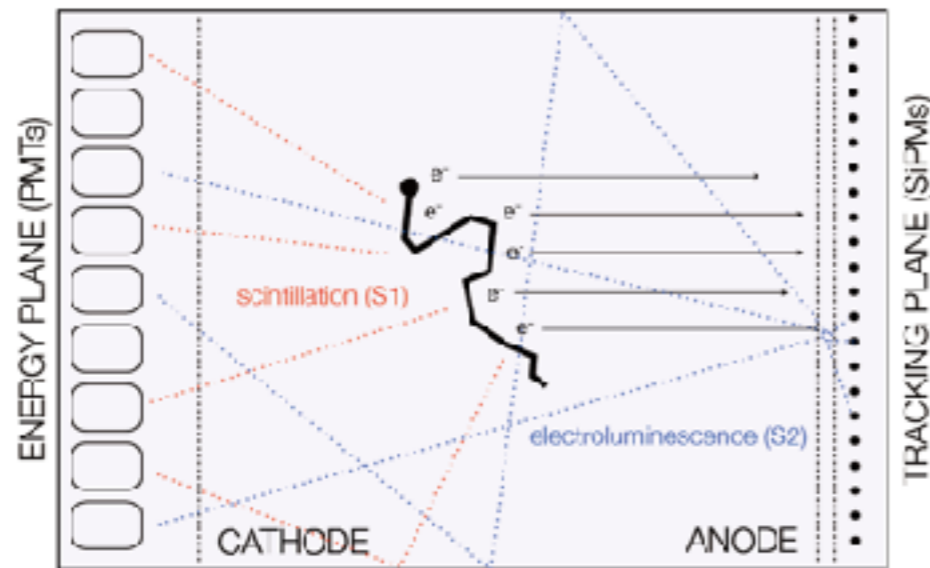 ENERGY PLANE (PMTs)
e⁻
e⁻
e⁻
e⁻
scintillation (S1)
e⁻
e⁻
electroluminescence (S2)
CATHODE
ANODE
TRACKING PLANE (SiPMs)